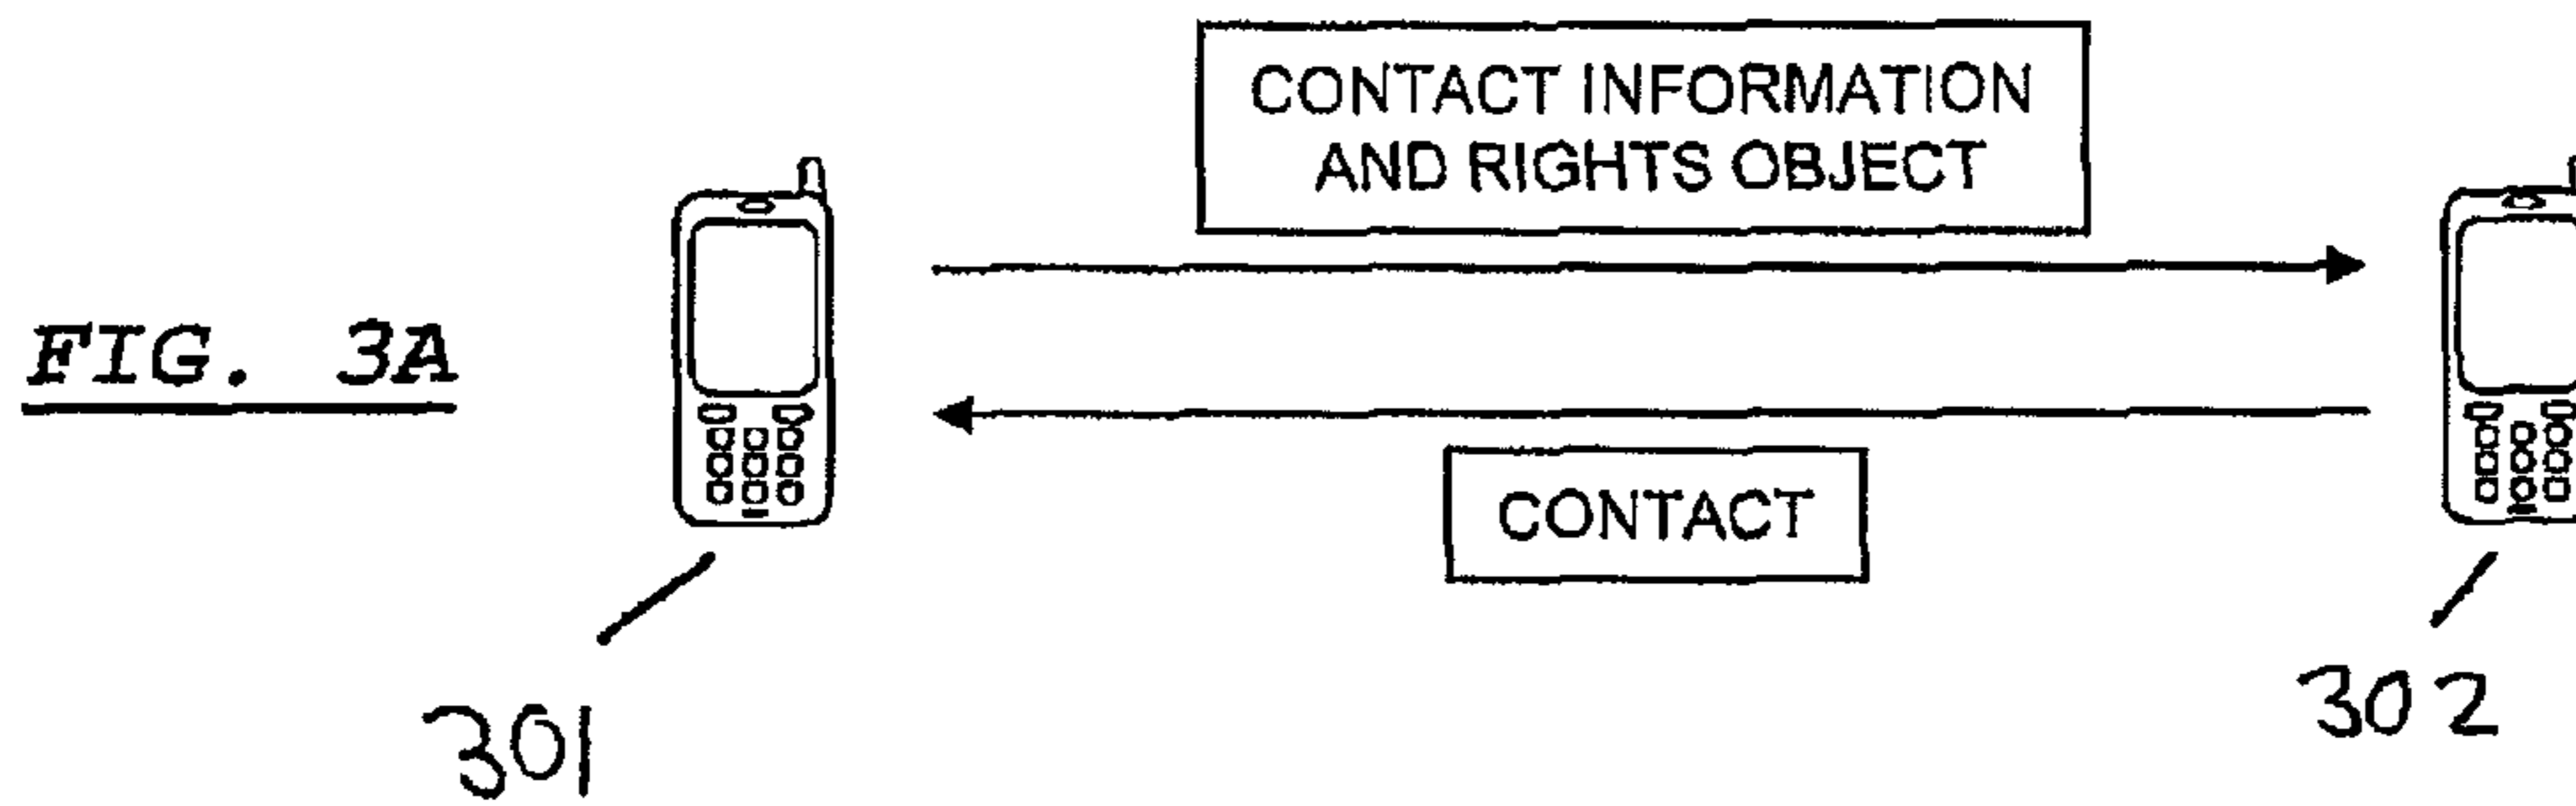 CONTACT INFORMATION
AND RIGHTS OBJECT
FIG. 3A
CONTACT
301
302